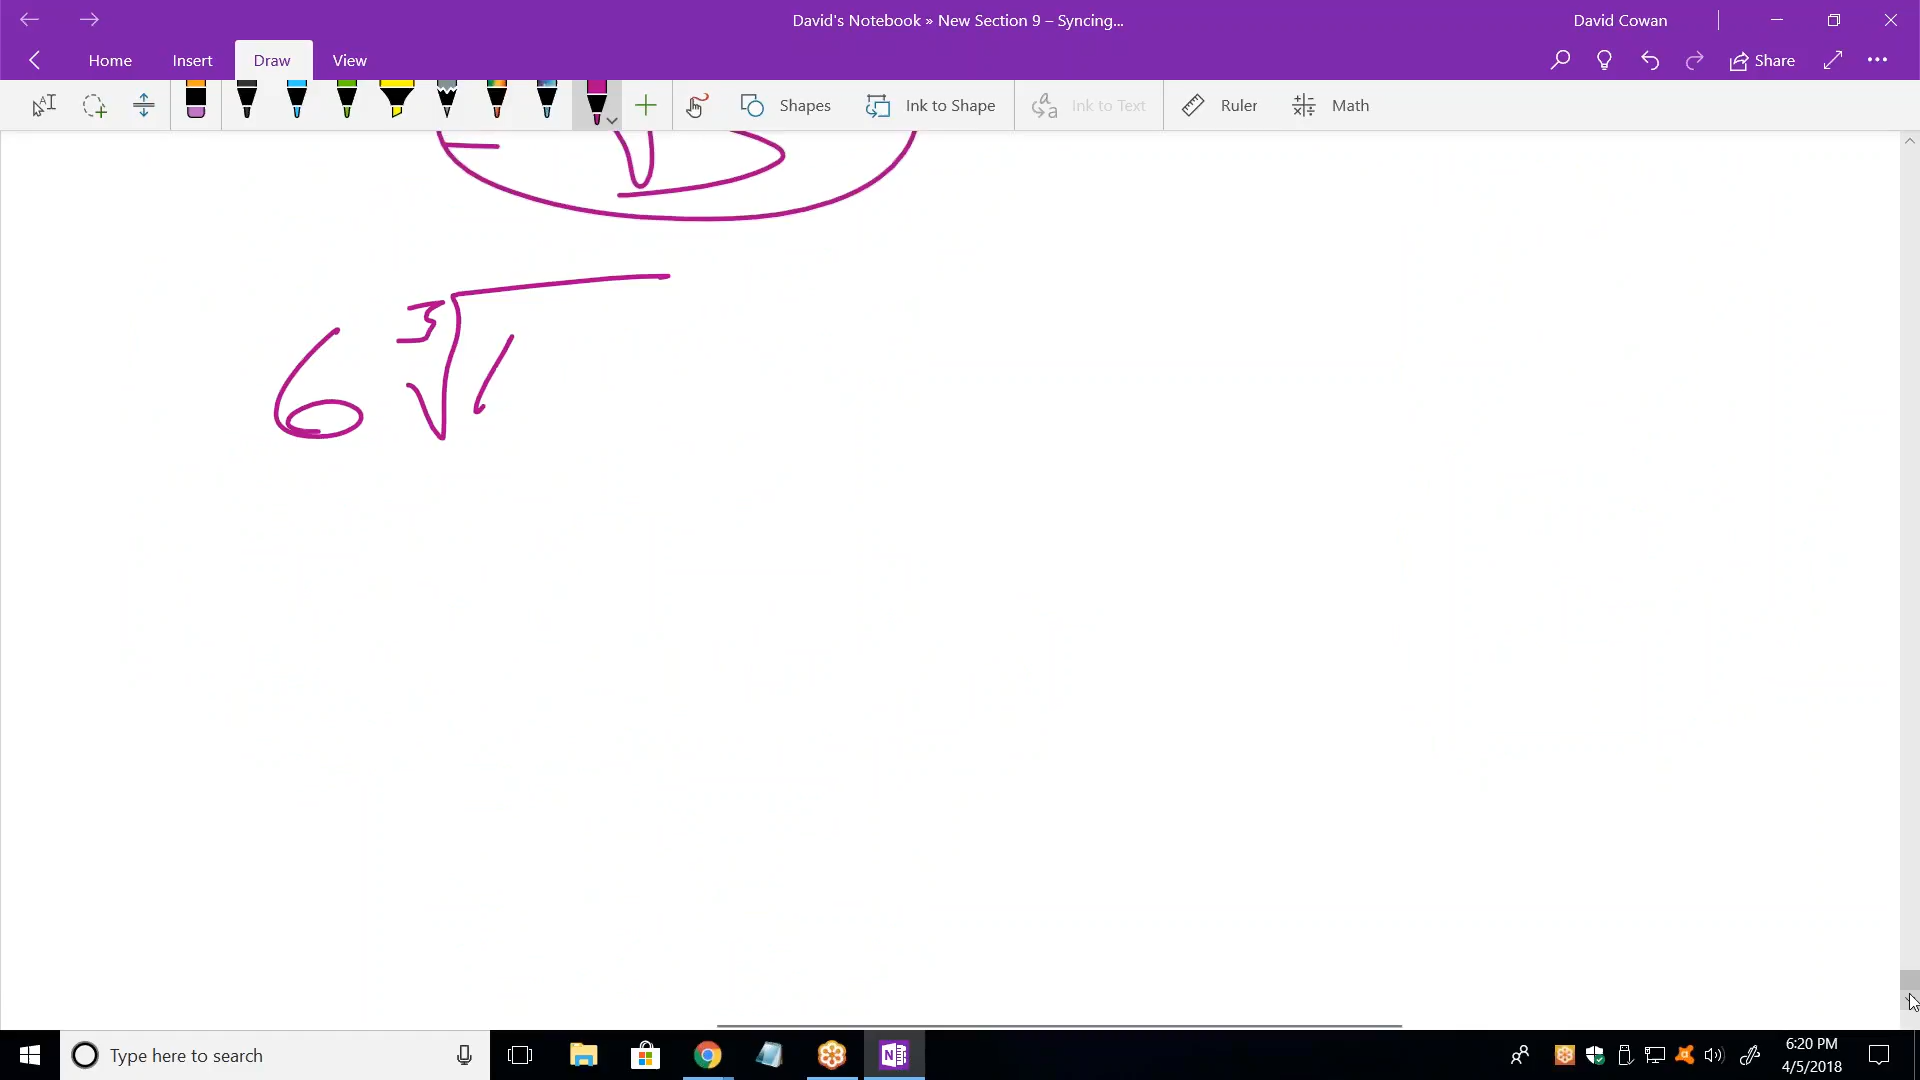 David's Notebook » New Section 9 – Syncing...
David Cowan
Home Insert Draw View
Share
Shapes Ink to Shape Ink to Text Ruler Math
6 ∛
Type here to search
6:20 PM
4/5/2018